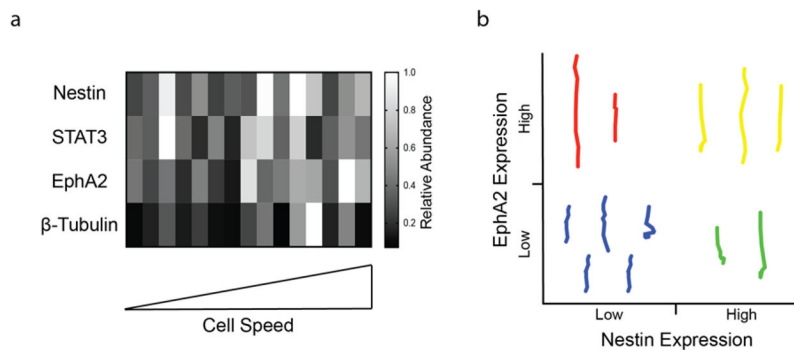 a
Nestin
STAT3
EphA2
β-Tubulin
1.0
0.8
0.6
0.4
0.2
Relative Abundance
Cell Speed
b
EphA2 Expression
High
Low
Low
High
Nestin Expression